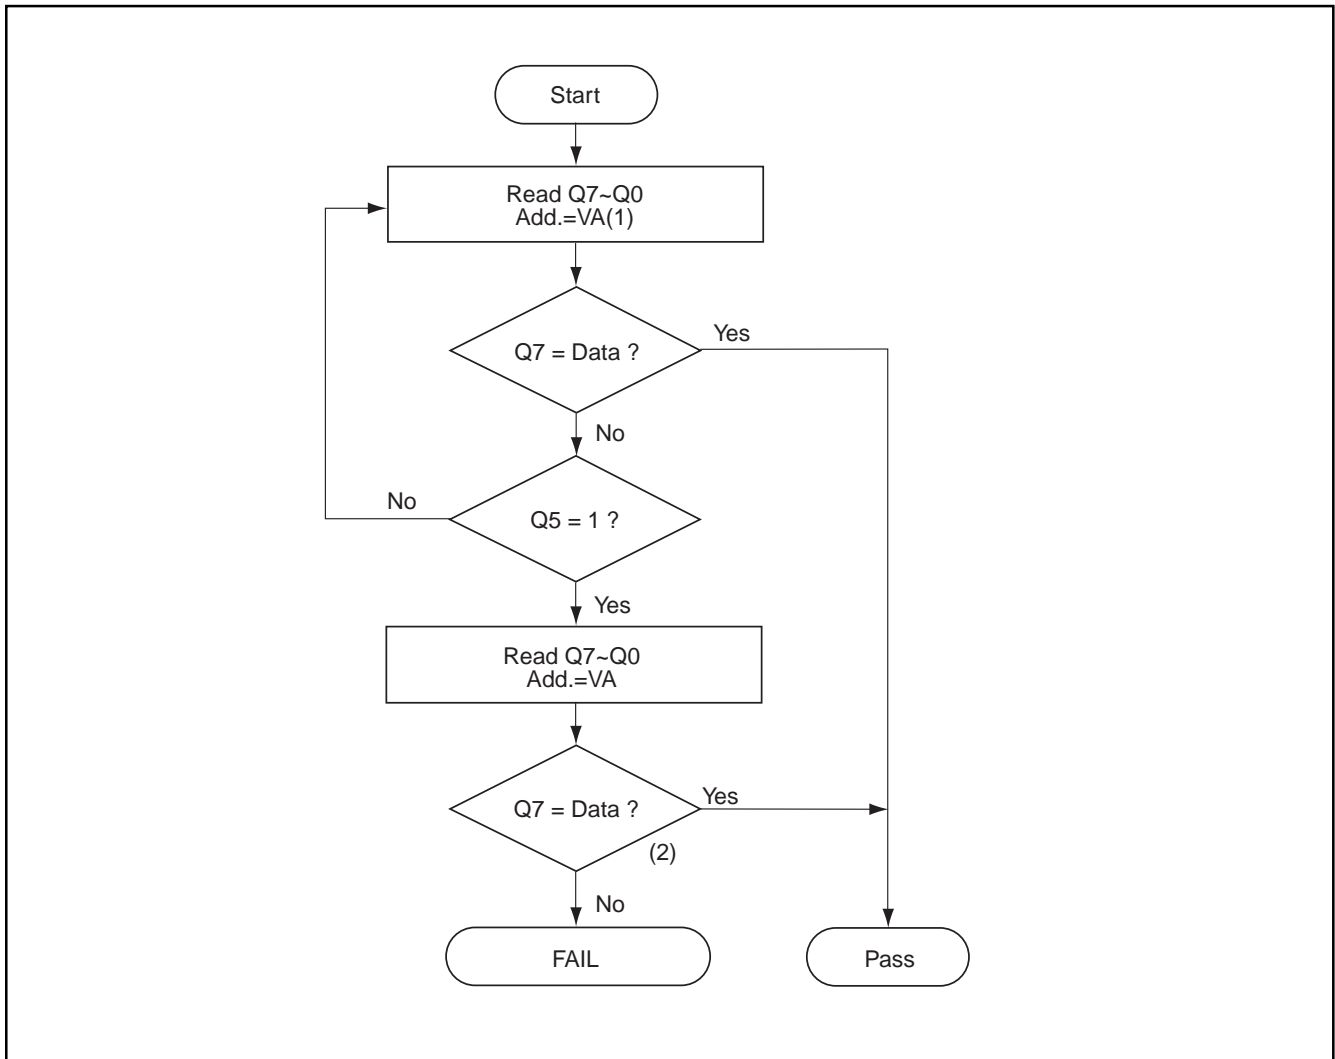 Start
Read Q7~Q0
Add.=VA(1)
Q7 = Data ?
Yes
No
No
Q5 = 1 ?
Yes
Read Q7~Q0
Add.=VA
Q7 = Data ?
Yes
(2)
No
FAIL
Pass